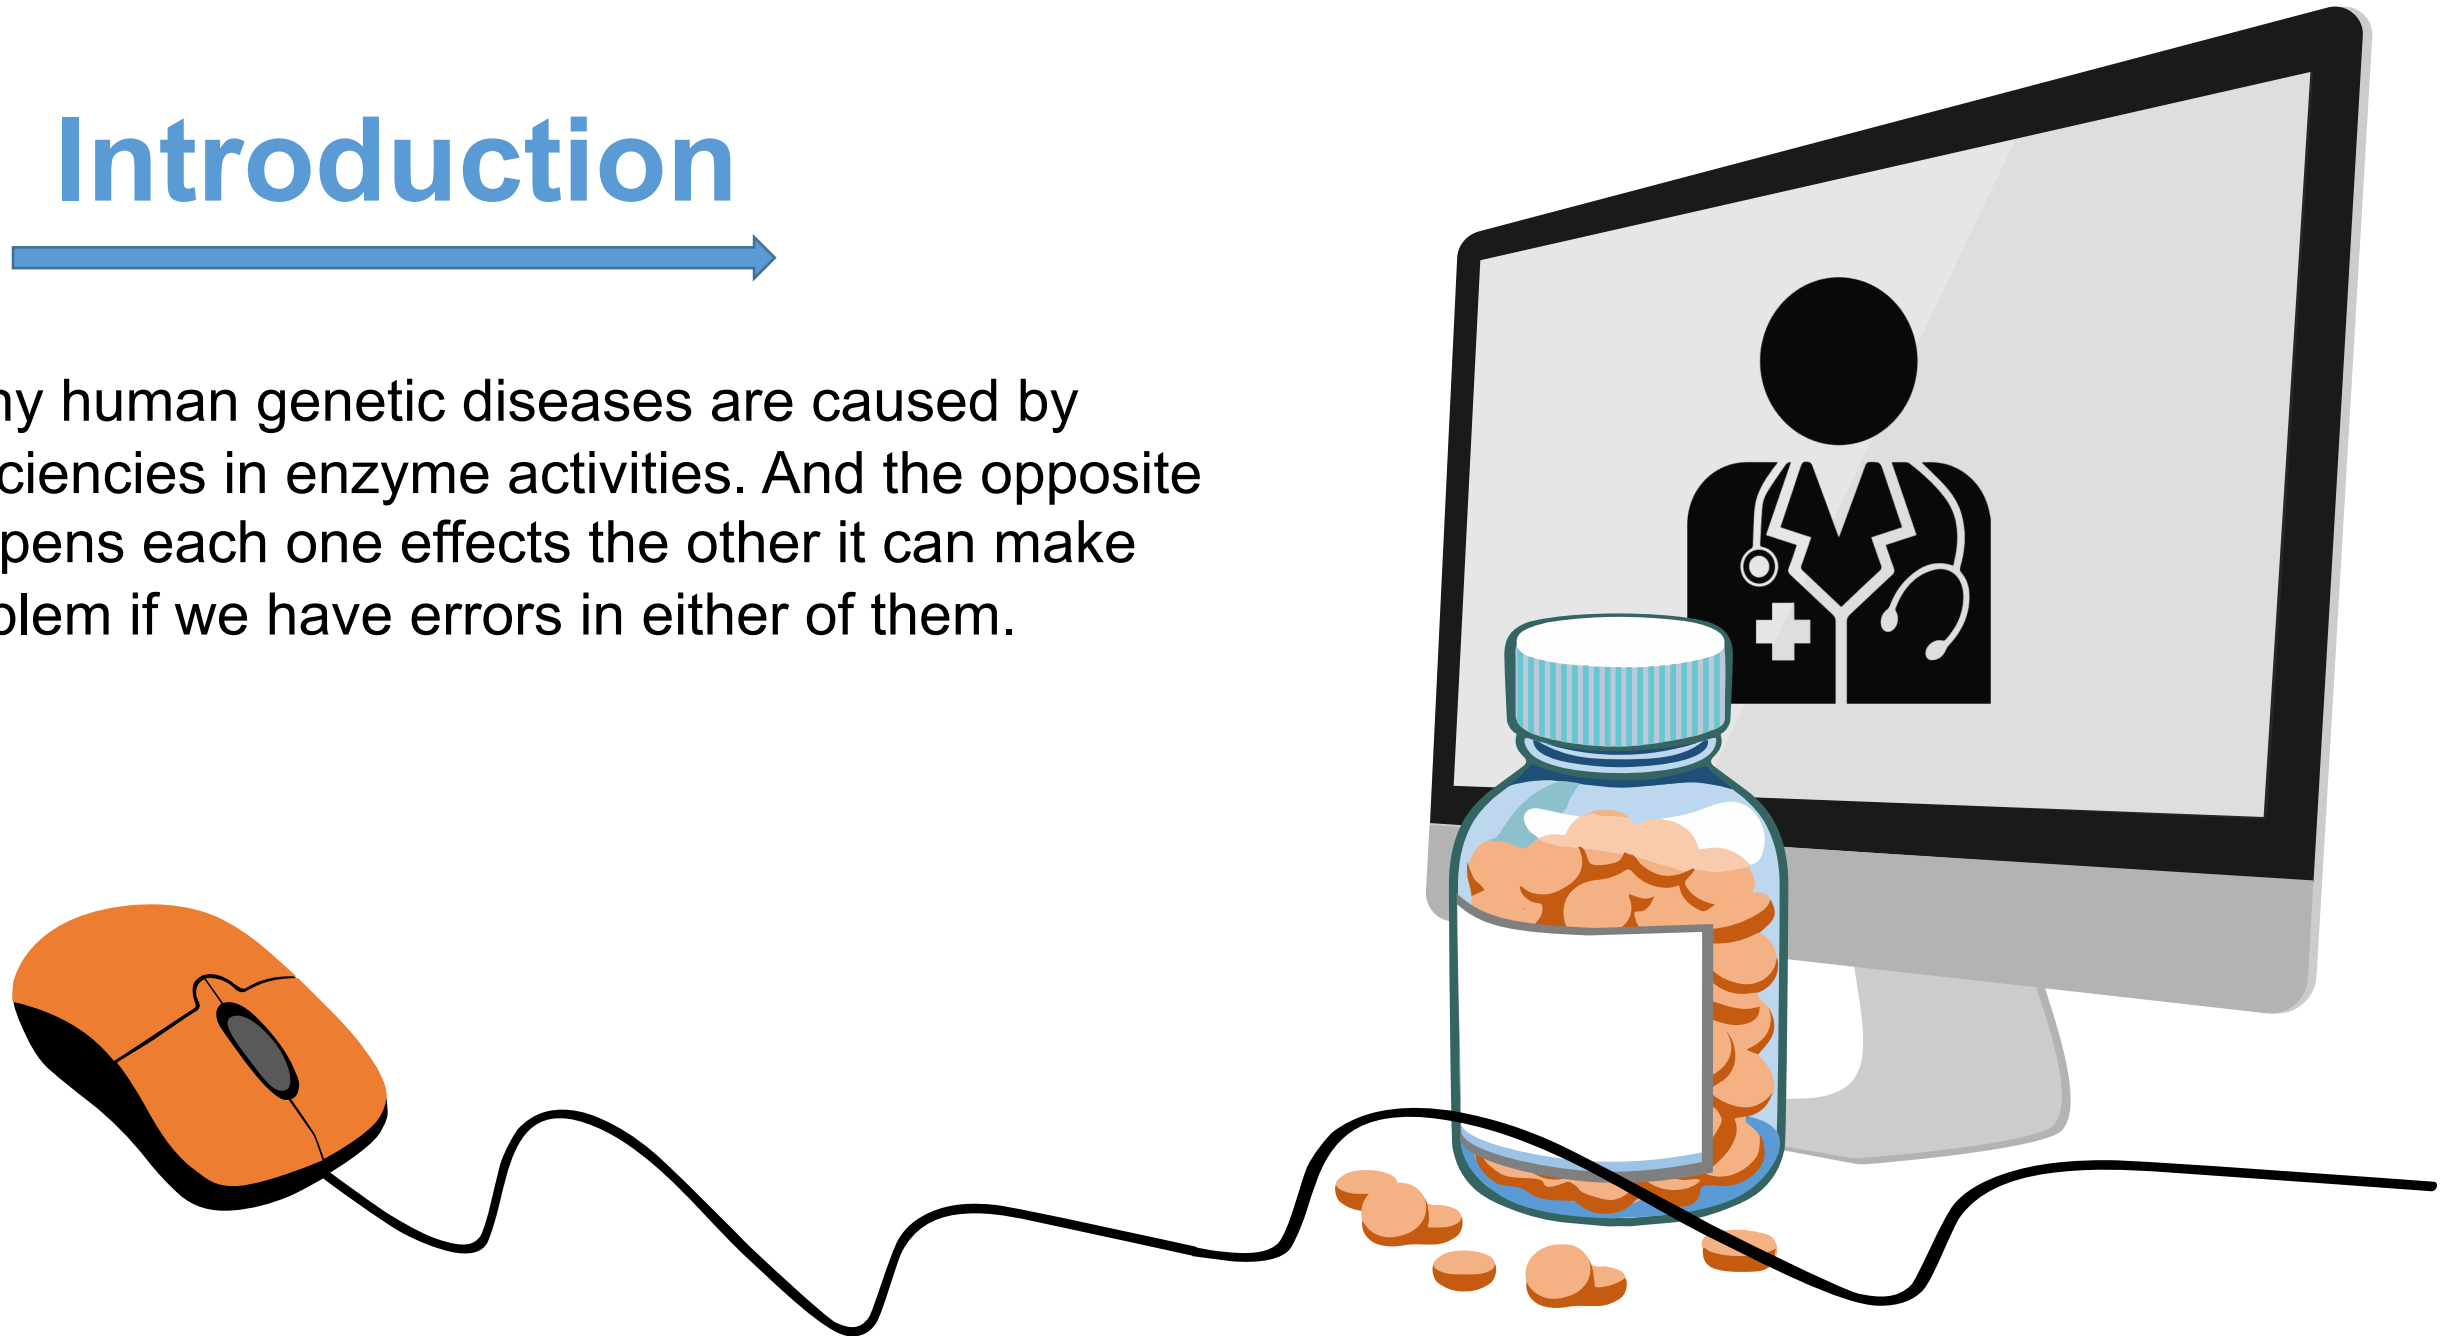 Introduction
ny human genetic diseases are caused by
ciencies in enzyme activities. And the opposite
pens each one effects the other it can make
blem if we have errors in either of them.